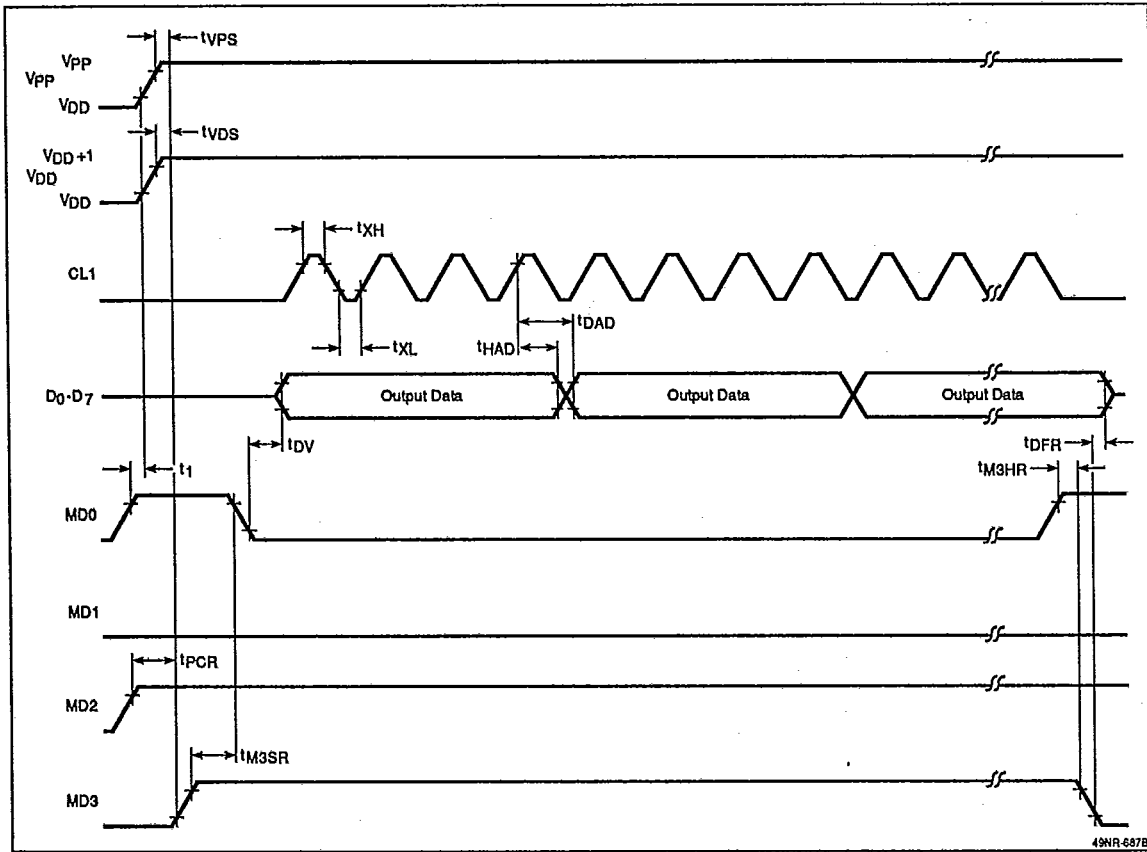 tVPS
VPP
VPP
VDD
tVDS
VDD+1
VDD
VDD
tXH
CL1
tDAD
tHAD
tXL
D0-D7
Output Data
Output Data
Output Data
tDV
tDFR
t1
tM3HR
MD0
MD1
tPCR
MD2
tM3SR
MD3
49NR-687B